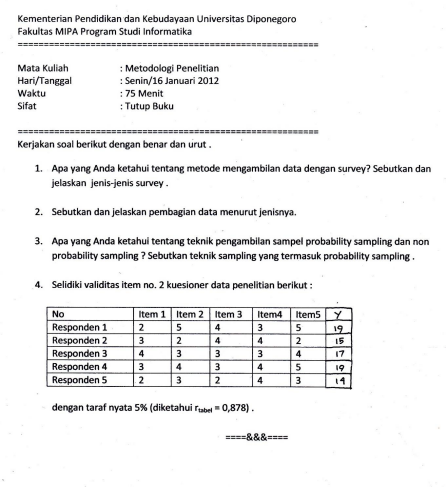 Kementerian Pendidikan dan Kebudayaan Universitas Diponegoro
Fakultas MIPA Program Studi Informatika
==========================================================
Mata Kuliah : Metodologi Penelitian
Hari/Tanggal : Senin/16 Januari 2012
Waktu : 75 Menit
Sifat : Tutup Buku
==========================================================
Kerjakan soal berikut dengan benar dan urut .
1. Apa yang Anda ketahui tentang metode mengambilan data dengan survey? Sebutkan dan
jelaskan jenis-jenis survey .
2. Sebutkan dan jelaskan pembagian data menurut jenisnya.
3. Apa yang Anda ketahui tentang teknik pengambilan sampel probability sampling dan non
probability sampling ? Sebutkan teknik sampling yang termasuk probability sampling .
4. Selidiki validitas item no. 2 kuesioner data penelitian berikut :
No Item 1 Item 2 Item 3 Item4 Item5 Y
Responden 1 2 5 4 3 5 19
Responden 2 3 2 4 4 2 15
Responden 3 4 3 3 3 4 17
Responden 4 3 4 3 4 5 19
Responden 5 2 3 2 4 3 14
dengan taraf nyata 5% (diketahui rtabel = 0,878) .
====&&&====